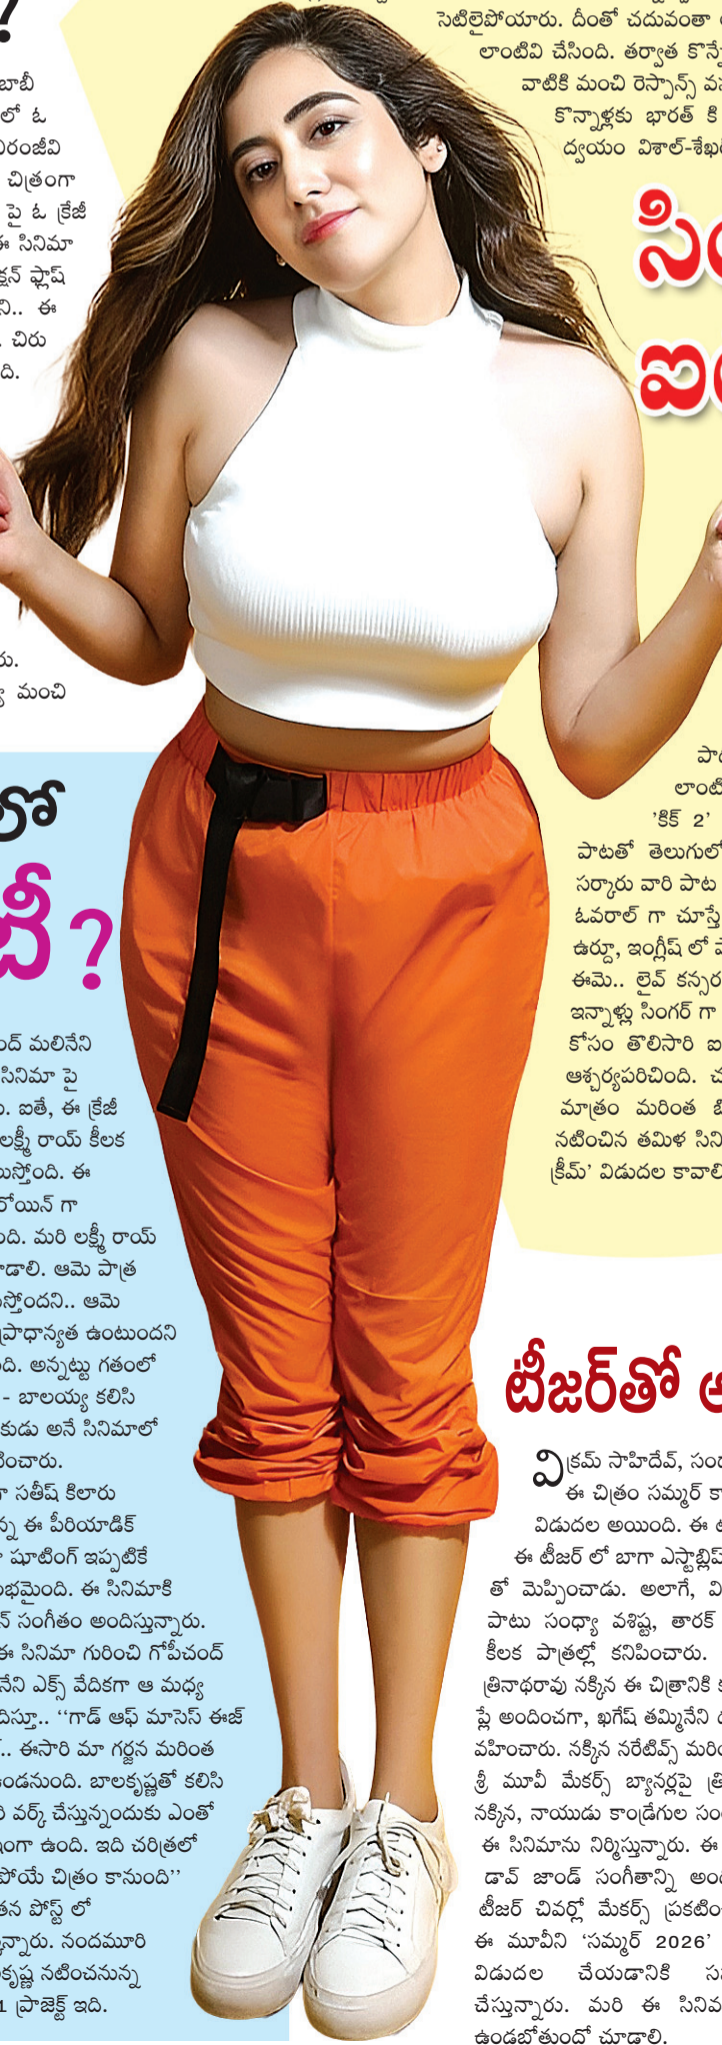 ?
బాబీ
లో ఓ
చిరంజీవి
చిత్రంగా
పై ఓ క్రేజీ
ఈ సినిమా
క్షన్ ఫ్లాష్
ని.. ఈ
చిరు
ది.
రు.
మంచి
సెటిలైపోయారు. దీంతో చదువంతా
లాంటివి చేసింది. తర్వాత కొన్నే
వాటికి మంచి రెస్పాన్స్ వ
కొన్నాళ్లకు భారత్ కి
ద్వయం విశాల్-శేఖ
సిం
ఐ
పా
లాంటి
'కిక్ 2'
పాటతో తెలుగులో
సర్కారు వారి పాట
ఓవరాల్ గా చూస్తే
ఉర్దూ, ఇంగ్లీష్ లో
ఈమె.. లైవ్ కన్సర
ఇన్నాళ్లు సింగర్ గా
కోసం తొలిసారి ఐ
ఆశ్చర్యపరిచింది.
మాత్రం మరింత
నటించిన తమిళ సిని
క్రీమ్' విడుదల కావాలి
లో
బీ?
చంద్ మలినేని
సినిమా పై
. ఐతే, ఈ క్రేజీ
లక్ష్మీ రాయ్ కీలక
స్తోంది. ఈ
రోయిన్ గా
ంది. మరి లక్ష్మీ రాయ్
డాలి. ఆమె పాత్ర
స్తోందని.. ఆమె
ప్రాధాన్యత ఉంటుందని
ది. అన్నట్టు గతంలో
- బాలయ్య కలిసి
కుడు అనే సినిమాలో
ంచారు.
సతీష్ కిలారు
న్న ఈ పీరియాడిక్
షూటింగ్ ఇప్పటికే
ంభమైంది. ఈ సినిమాకి
న్ సంగీతం అందిస్తున్నారు.
ఈ సినిమా గురించి గోపీచంద్
నేని ఎక్స్ వేదికగా ఆ మధ్య
దిస్తూ.. ‘‘గాడ్ ఆఫ్ మాసెస్ ఈజ్
.. ఈసారి మా గర్జన మరింత
ండనుంది. బాలకృష్ణతో కలిసి
రి వర్క్ చేస్తున్నందుకు ఎంతో
ంగా ఉంది. ఇది చరిత్రలో
పోయే చిత్రం కానుంది’’
తన పోస్ట్ లో
న్నారు. నందమూరి
కృష్ణ నటించనున్న
1 ప్రాజెక్ట్ ఇది.
టీజర్‌తో
విక్రమ్ సాహిదేవ్,
ఈ చిత్రం సమ్మర్ కా
విడుదల అయింది. ఈ
ఈ టీజర్ లో బాగా ఎస్టాబ్లిష్
తో మెప్పించాడు. అలాగే, వి
పాటు సంధ్యా వశిష్ట, తారక్
కీలక పాత్రల్లో కనిపించారు.
త్రినాథరావు నక్కిన ఈ చిత్రానికి
ప్లే అందించగా, ఖగేష్ తమ్మినేని
వహించారు. నక్కిన నరేటివ్స్ మరి
శ్రీ మూవీ మేకర్స్ బ్యానర్లపై త్రి
నక్కిన, నాయుడు కాండ్రేగుల
ఈ సినిమాను నిర్మిస్తున్నారు. ఈ
డావ్ జాండ్ సంగీతాన్ని అంది
టీజర్ చివర్లో మేకర్స్ ప్రకటిం
ఈ మూవీని ‘సమ్మర్ 2026’
విడుదల చేయడానికి
చేస్తున్నారు. మరి ఈ సినిమ
ఉండబోతుందో చూడాలి.